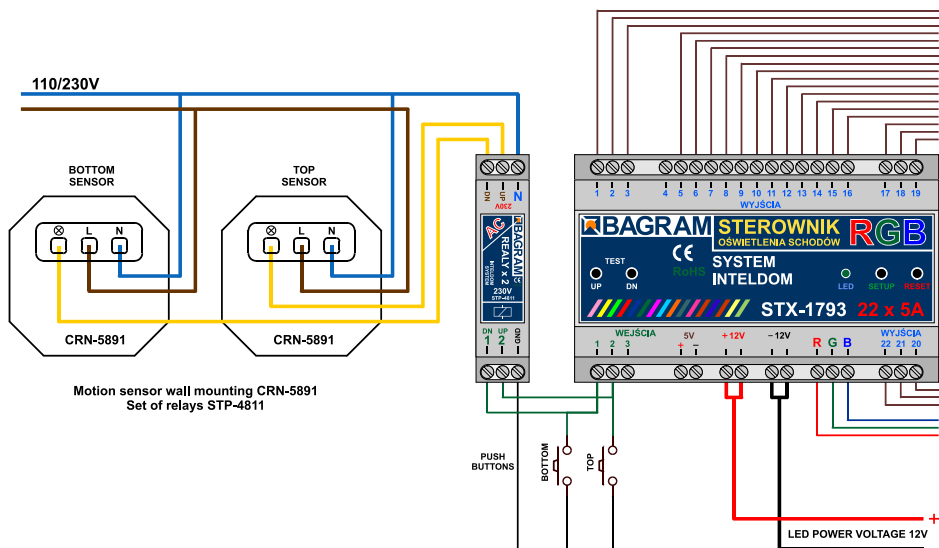 110/230V
BOTTOM
SENSOR
TOP
SENSOR
L N
L N
CRN-5891
CRN-5891
Motion sensor wall mounting CRN-5891
Set of relays STP-4811
DN UP N
230V
AC
REALY x 2
BAGRAM
INTELDOM
SYSTEM
230V
STP-4811
DN UP
1 2 GND
PUSH
BUTTONS
BOTTOM
TOP
1 2 3 4 5 6 7 8 9 10 11 12 13 14 15 16 17 18 19
WYJŚCIA
BAGRAM
STEROWNIK
OŚWIETLENIA SCHODÓW
RGB
CE
RoHS
SYSTEM
INTELDOM
TEST
UP DN
LED SETUP RESET
STX-1793 22 x 5A
WEJŚCIA 5V +12V −12V WYJŚCIA
1 2 3 + − R G B 22 21 20
+
LED POWER VOLTAGE 12V